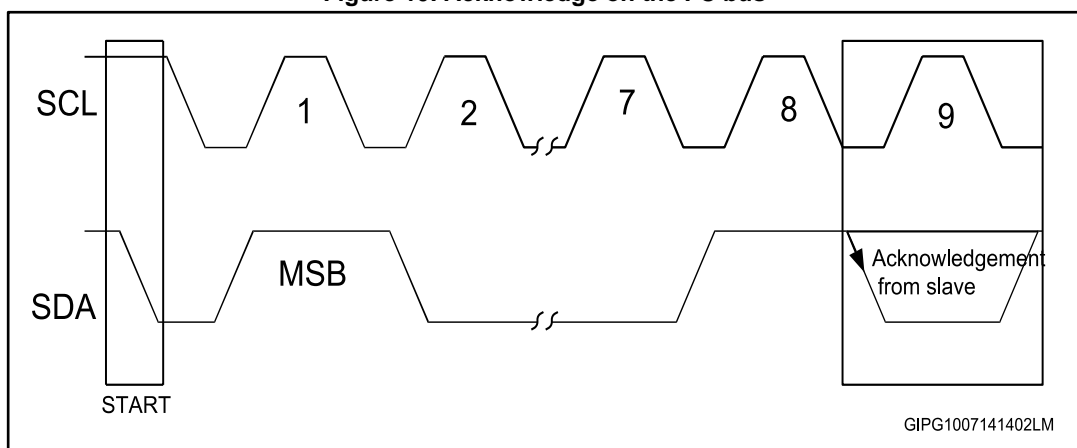 SCL
1
2
7
8
9
SDA
MSB
Acknowledgement
from slave
START
GIPG1007141402LM